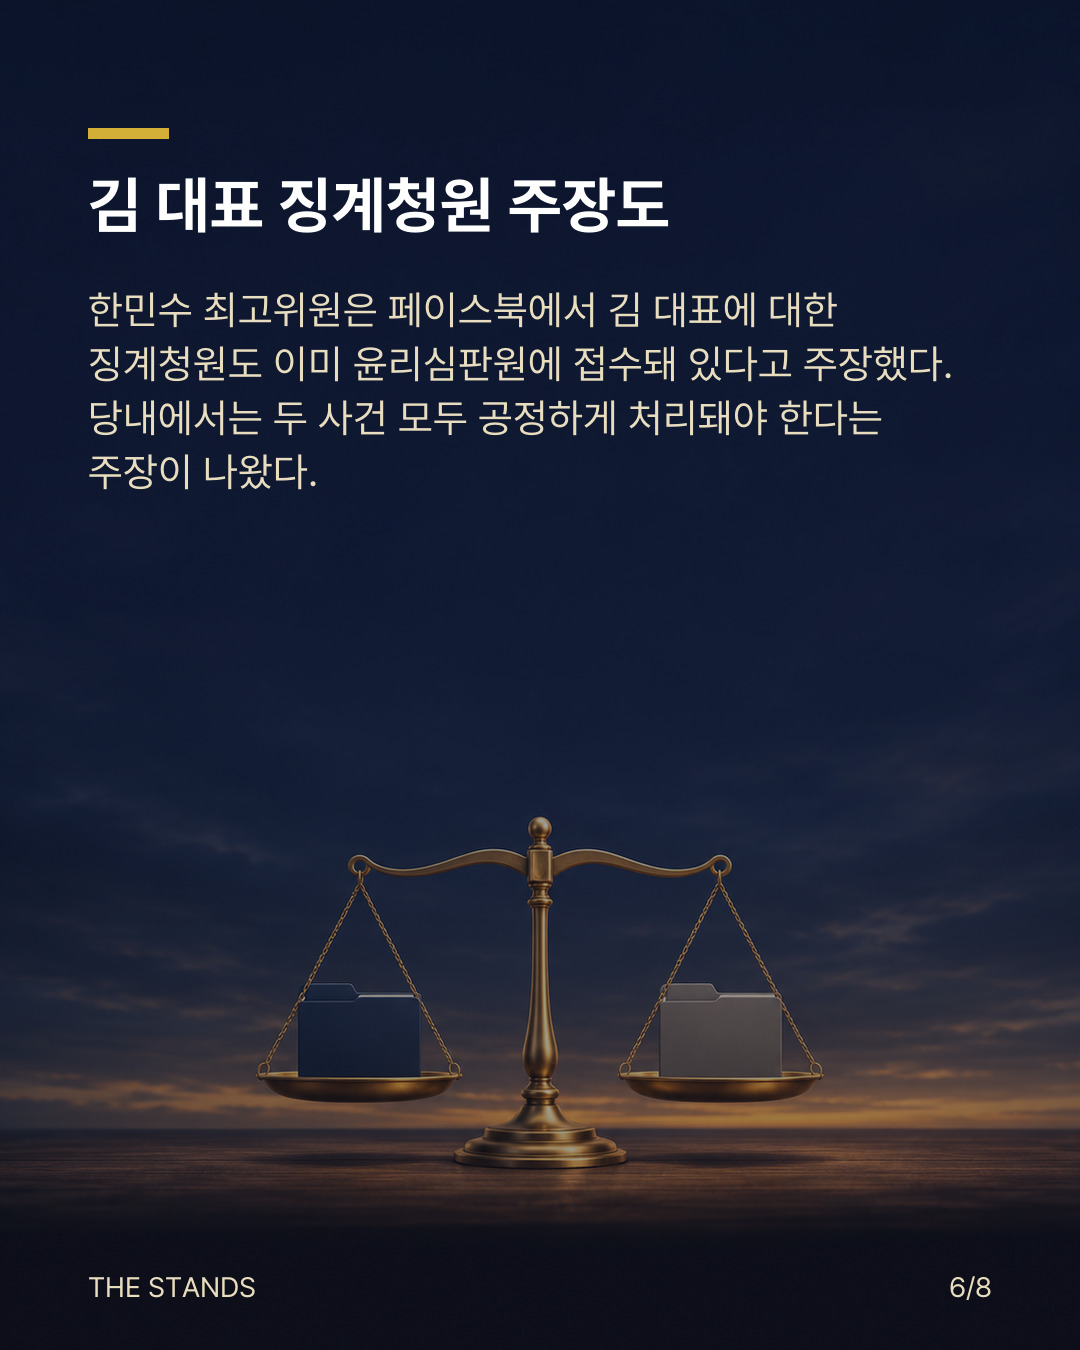 김 대표 징계청원 주장도
한민수 최고위원은 페이스북에서 김 대표에 대한
징계청원도 이미 윤리심판원에 접수돼 있다고 주장했다.
당내에서는 두 사건 모두 공정하게 처리돼야 한다는
주장이 나왔다.
THE STANDS
6/8